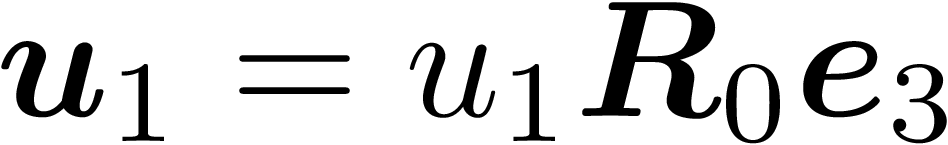 𝒖₁ = u₁𝑹₀𝒆₃